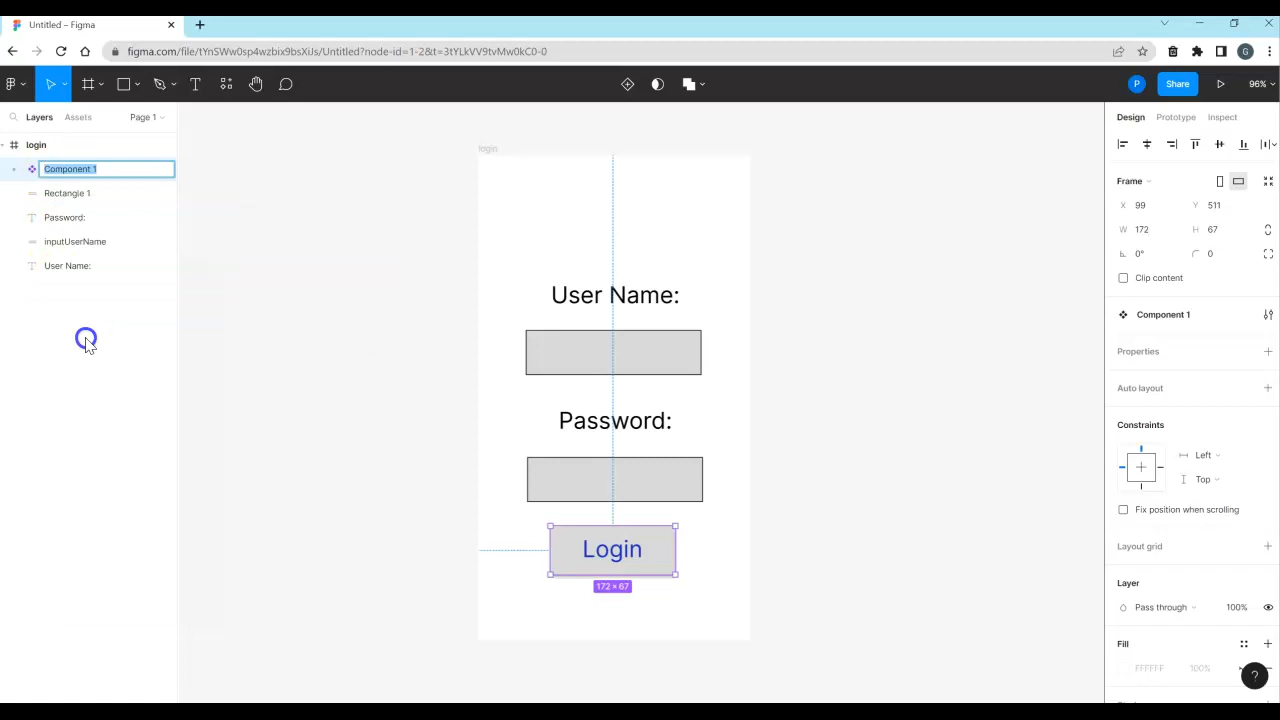 Untitled – Figma
figma.com/file/tYnSWw0sp4wzbix9bsXiJs/Untitled?node-id=1-2&t=3tYLkVV9tvMw0kC0-0
G
P
Share
96%
Layers
Assets
Page 1
Design
Prototype
Inspect
login
Component 1
Rectangle 1
Password:
inputUserName
User Name:
login
User Name:
Password:
Login
172 × 67
Frame
X 99
Y 511
W 172
H 67
0°
0
Clip content
Component 1
Properties
Auto layout
Constraints
Left
Top
Fix position when scrolling
Layout grid
Layer
Pass through
100%
Fill
FFFFFF
100%
?